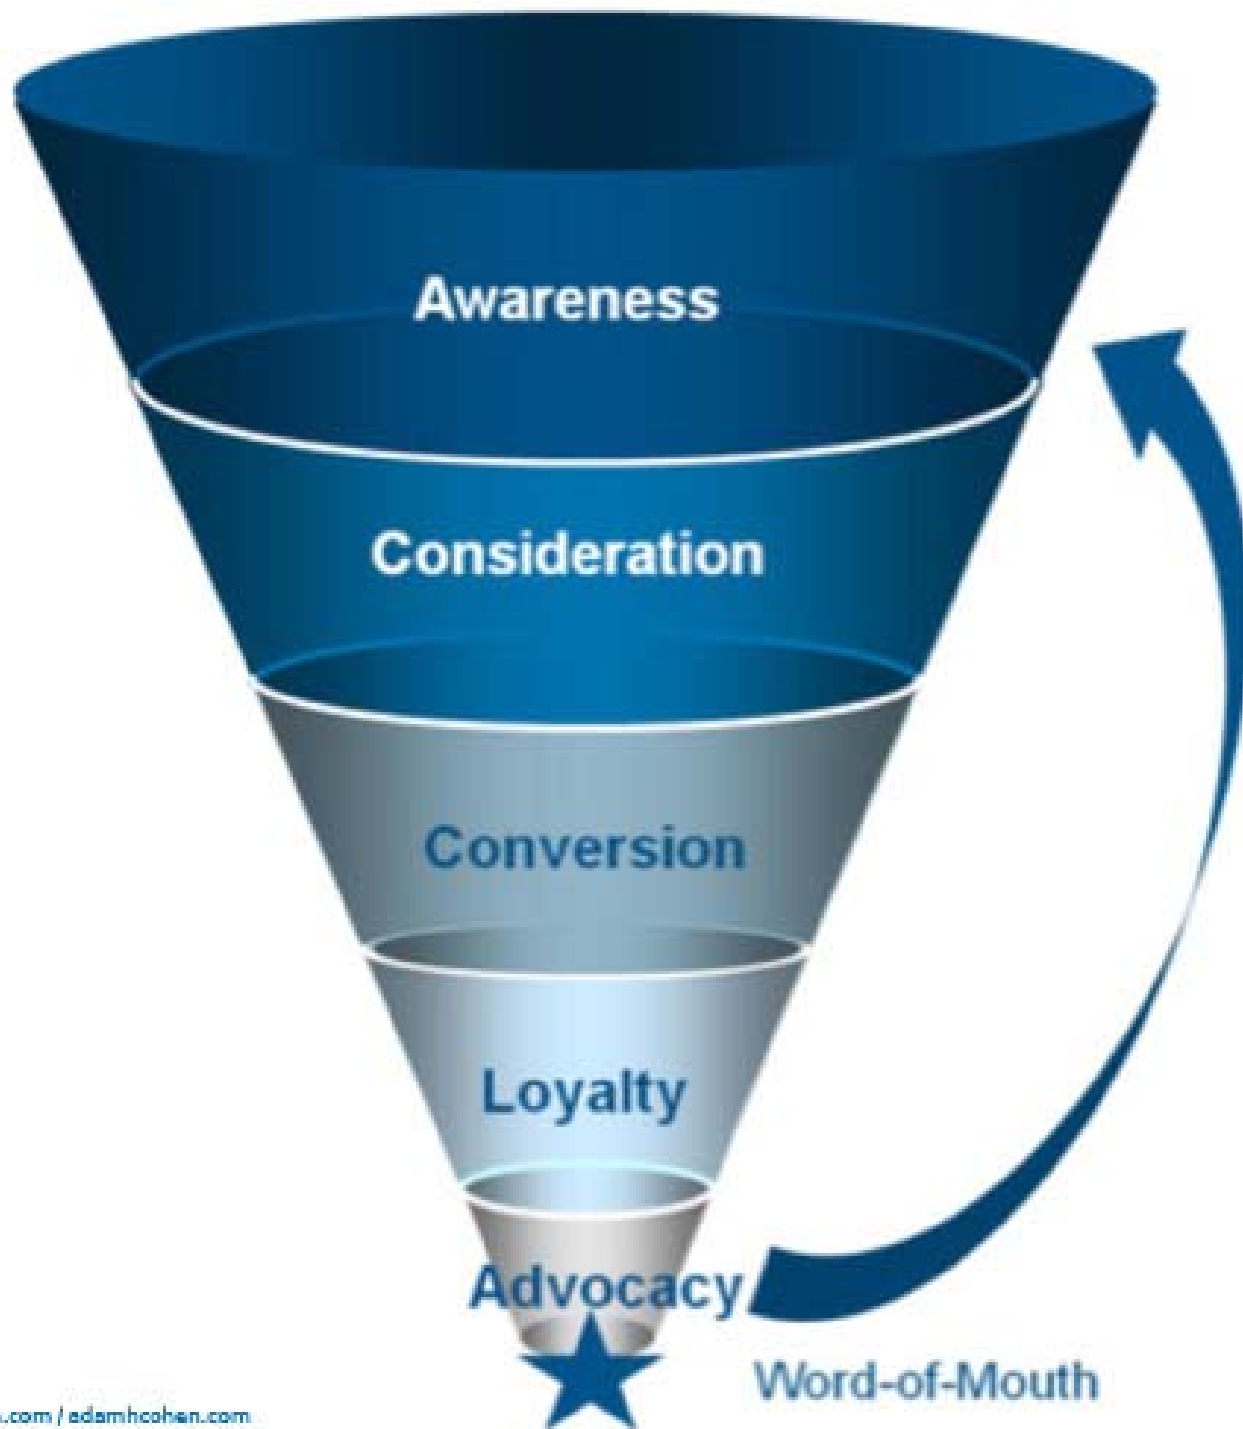 Awareness
Consideration
Conversion
Loyalty
Advocacy
Word-of-Mouth
.com/adamhcohen.com